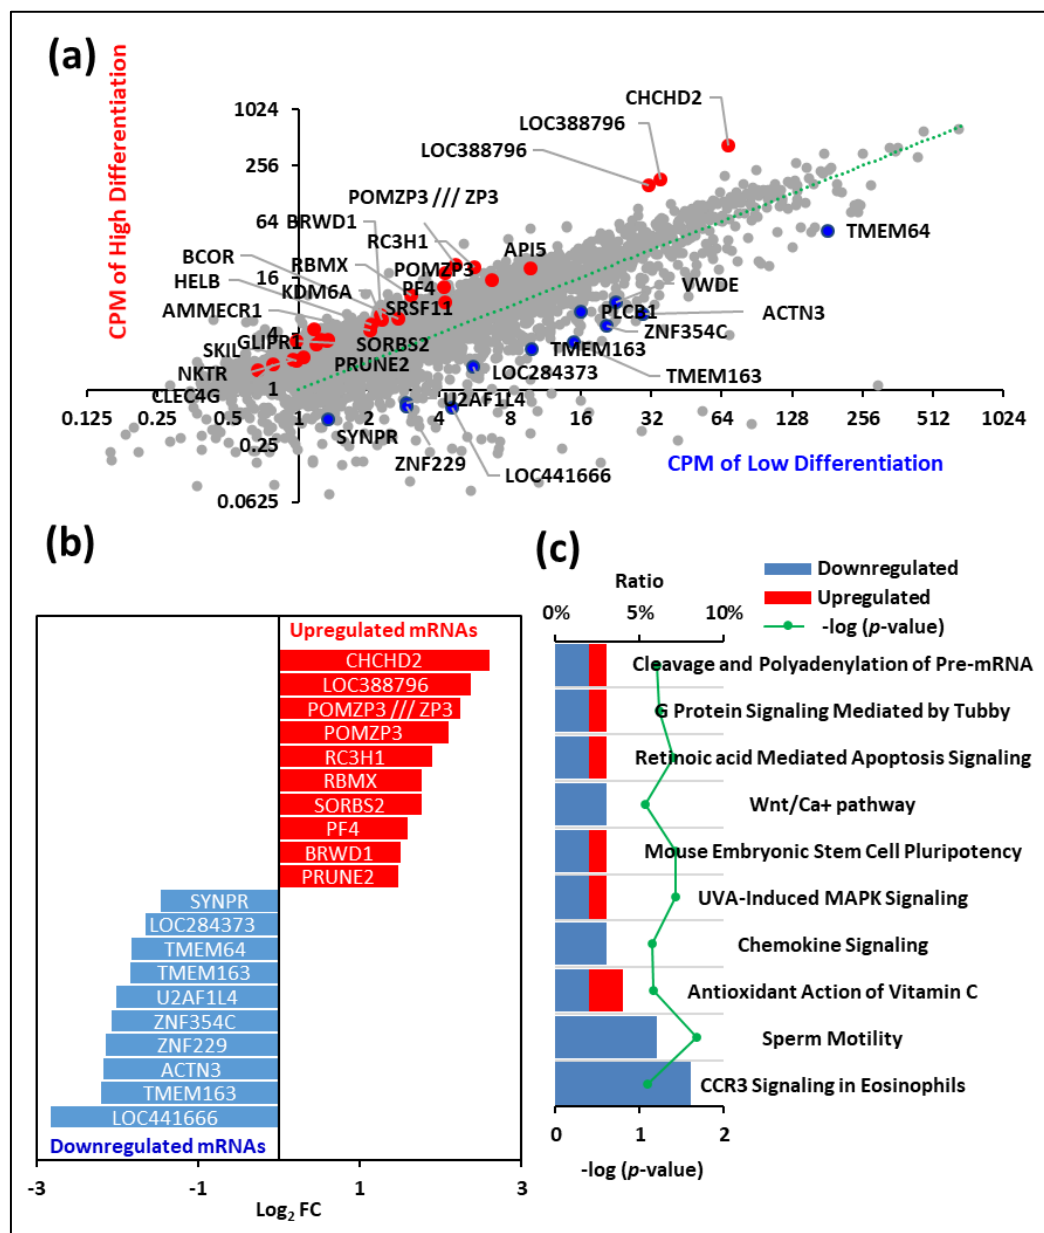 (a)
CPM of High Differentiation
1024
256
64
16
4
1
0.25
0.0625
CHCHD2
LOC388796
LOC388796
POMZP3 /// ZP3
BRWD1
RC3H1
API5
TMEM64
BCOR
RBMX
POMZP3
HELB
KDM6A
PF4
VWDE
AMMECR1
SRSF11
PLCB1
ACTN3
ZNF354C
SKIL
GLIPR1
SORBS2
TMEM163
NKTR
PRUNE2
LOC284373
TMEM163
CLEC4G
U2AF1L4
SYNPR
ZNF229
LOC441666
0.125
0.25
0.5
1
2
4
8
16
32
64
128
256
512
1024
CPM of Low Differentiation
(b)
Upregulated mRNAs
CHCHD2
LOC388796
POMZP3 /// ZP3
POMZP3
RC3H1
RBMX
SORBS2
PF4
BRWD1
PRUNE2
SYNPR
LOC284373
TMEM64
TMEM163
U2AF1L4
ZNF354C
ZNF229
ACTN3
TMEM163
LOC441666
Downregulated mRNAs
-3
-1
1
3
Log2 FC
(c)
Downregulated
Upregulated
-log (p-value)
Ratio
0%
5%
10%
Cleavage and Polyadenylation of Pre-mRNA
G Protein Signaling Mediated by Tubby
Retinoic acid Mediated Apoptosis Signaling
Wnt/Ca+ pathway
Mouse Embryonic Stem Cell Pluripotency
UVA-Induced MAPK Signaling
Chemokine Signaling
Antioxidant Action of Vitamin C
Sperm Motility
CCR3 Signaling in Eosinophils
0
1
2
-log (p-value)